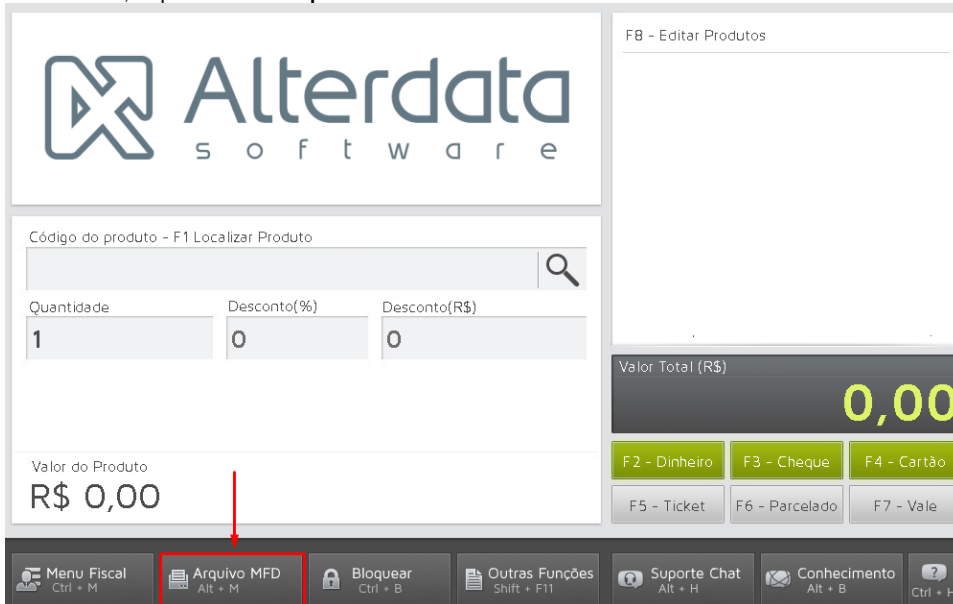 F8 - Editar Produtos
Alterdata
software
Código do produto - F1 Localizar Produto
Quantidade
Desconto(%)
Desconto(R$)
1
0
0
Valor Total (R$)
0,00
Valor do Produto
R$ 0,00
F2 - Dinheiro
F3 - Cheque
F4 - Cartão
F5 - Ticket
F6 - Parcelado
F7 - Vale
Menu Fiscal
Ctrl + M
Arquivo MFD
Alt + M
Bloquear
Ctrl + B
Outras Funções
Shift + F11
Suporte Chat
Alt + H
Conhecimento
Alt + B
?
Ctrl + H